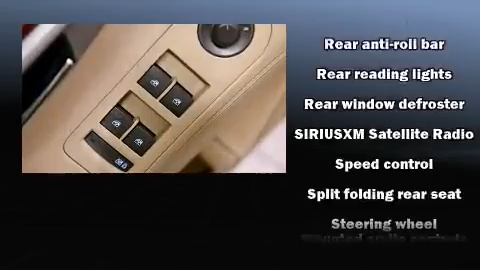 Rear anti-roll bar
Rear reading lights
Rear window defroster
SIRIUSXM Satellite Radio
Speed control
Split folding rear seat
Steering wheel